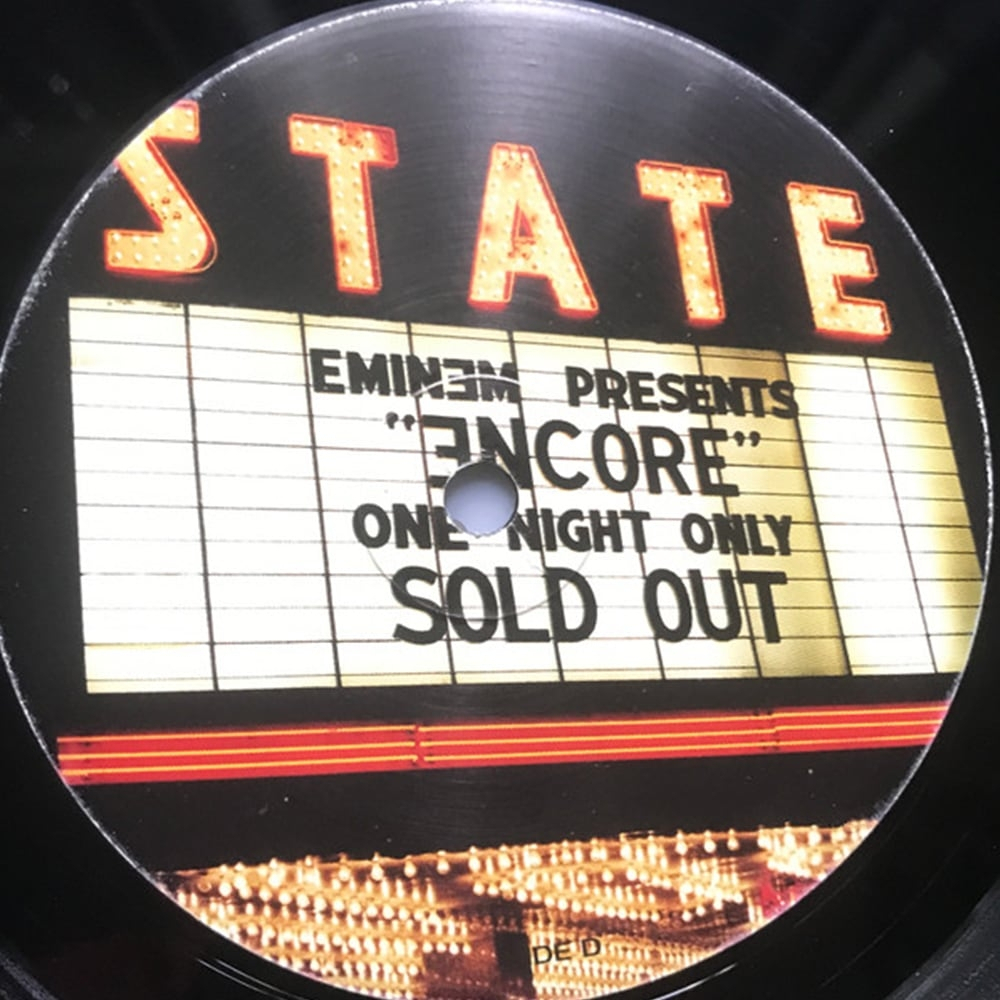 STATE
EMINƎM PRESENTS
"ƎNCORE"
ONE NIGHT ONLY
SOLD OUT
DE D